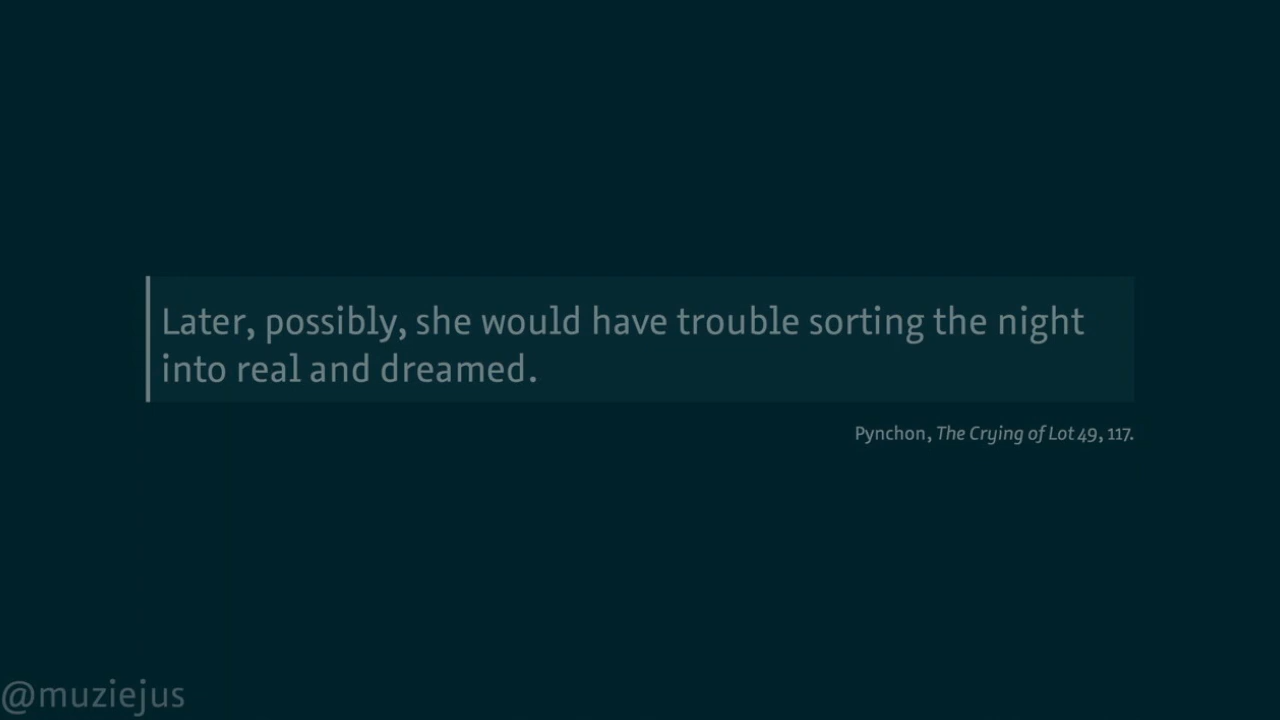 Later, possibly, she would have trouble sorting the night
into real and dreamed.
Pynchon, The Crying of Lot 49, 117.
@muziejus